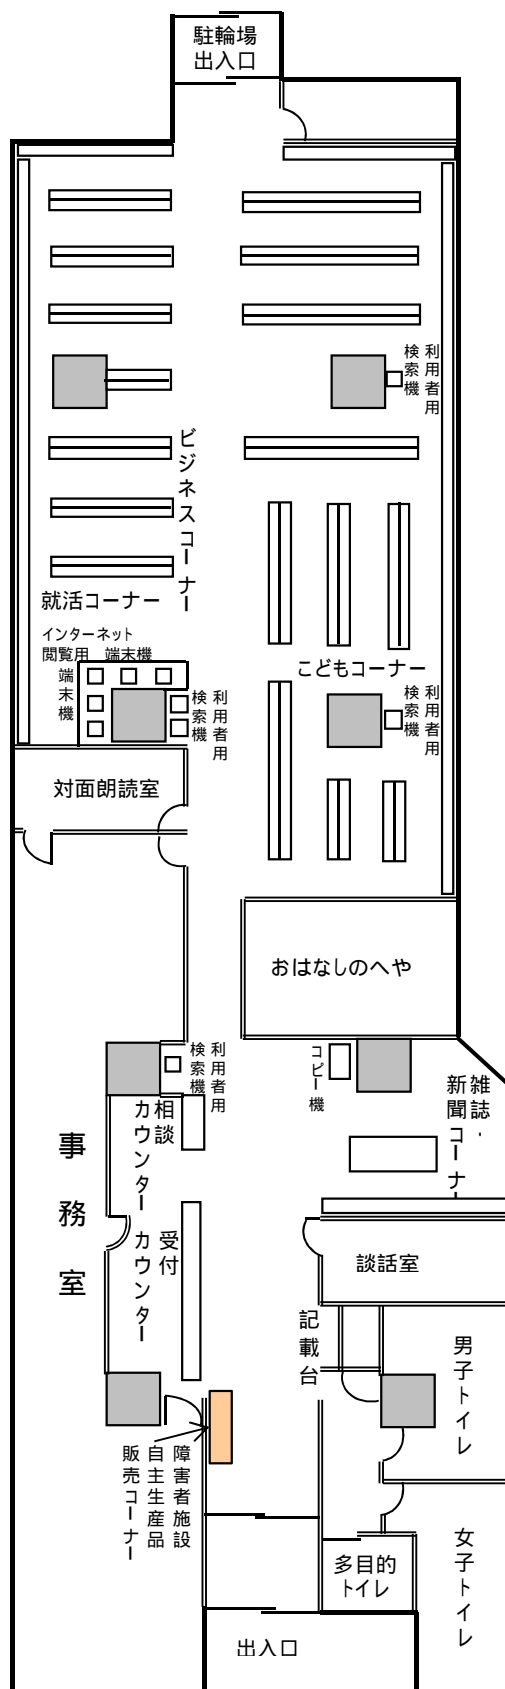 駐輪場
出入口
利用者用
検索機
ビジネスコーナー
就活コーナー
インターネット
閲覧用 端末機
端末機
利用者用
検索機
こどもコーナー
利用者用
検索機
対面朗読室
おはなしのへや
利用者用
検索機
コピー機
雑誌・
新聞コーナー
相談
カウンター
事務室
受付
カウンター
談話室
記載台
男子トイレ
障害者施設
自主生産品
販売コーナー
女子トイレ
多目的
トイレ
出入口